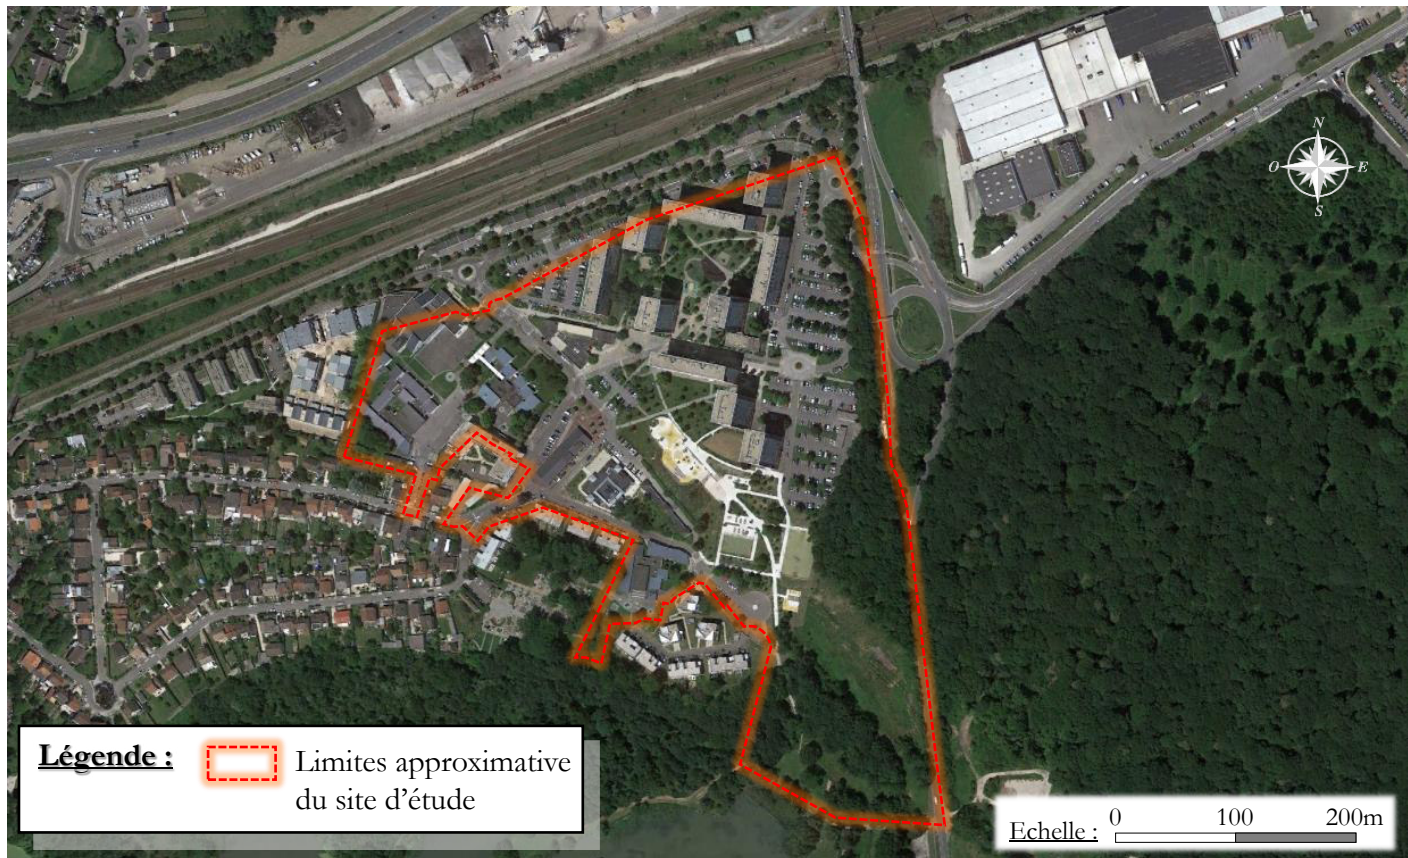 N
O E
S
Légende :
Limites approximative
du site d'étude
0 100 200m
Echelle :